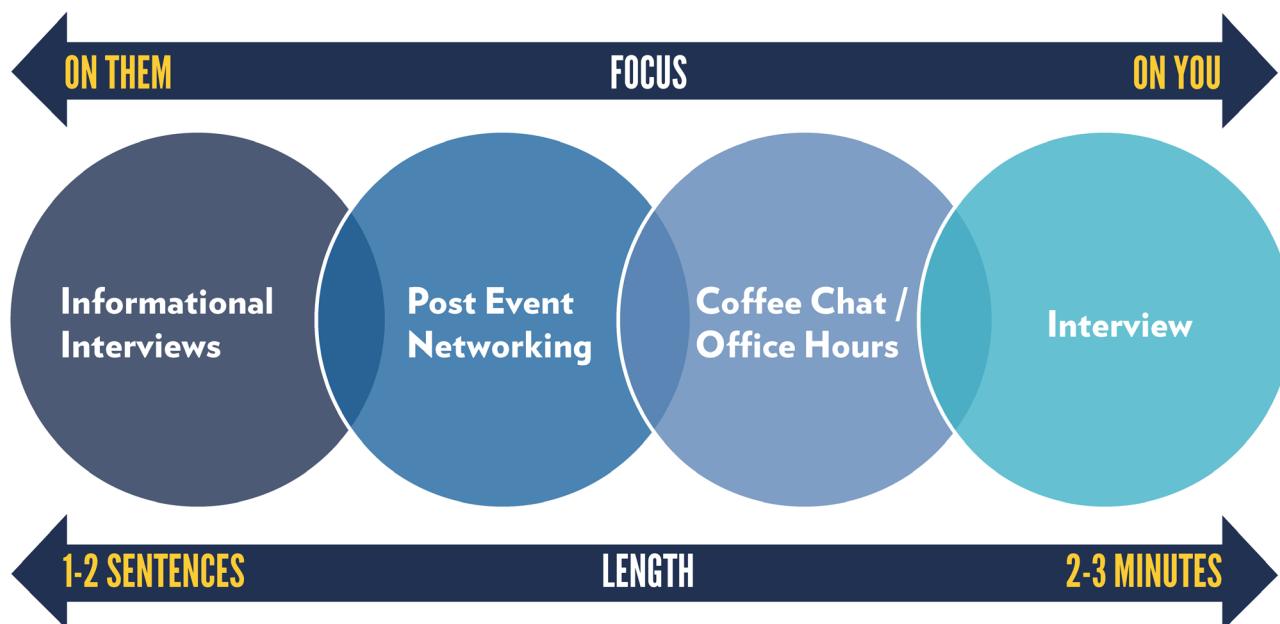 ON THEM FOCUS ON YOU
Informational
Interviews
Post Event
Networking
Coffee Chat /
Office Hours
Interview
1-2 SENTENCES LENGTH 2-3 MINUTES